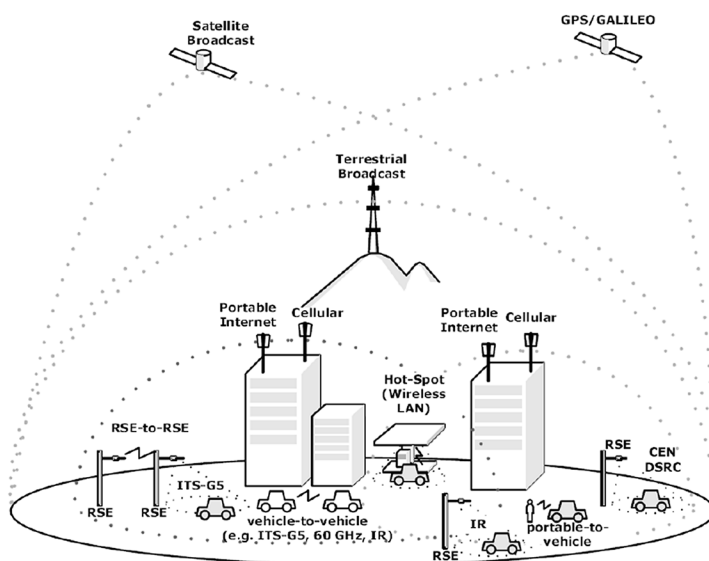 Satellite
Broadcast
GPS/GALILEO
Terrestrial
Broadcast
Portable
Internet
Cellular
Portable
Internet
Cellular
Hot-Spot
(Wireless
LAN)
RSE-to-RSE
RSE
CEN
DSRC
ITS-G5
RSE
RSE
vehicle-to-vehicle
(e.g. ITS-G5, 60 GHz, IR)
IR
RSE
portable-to-
vehicle